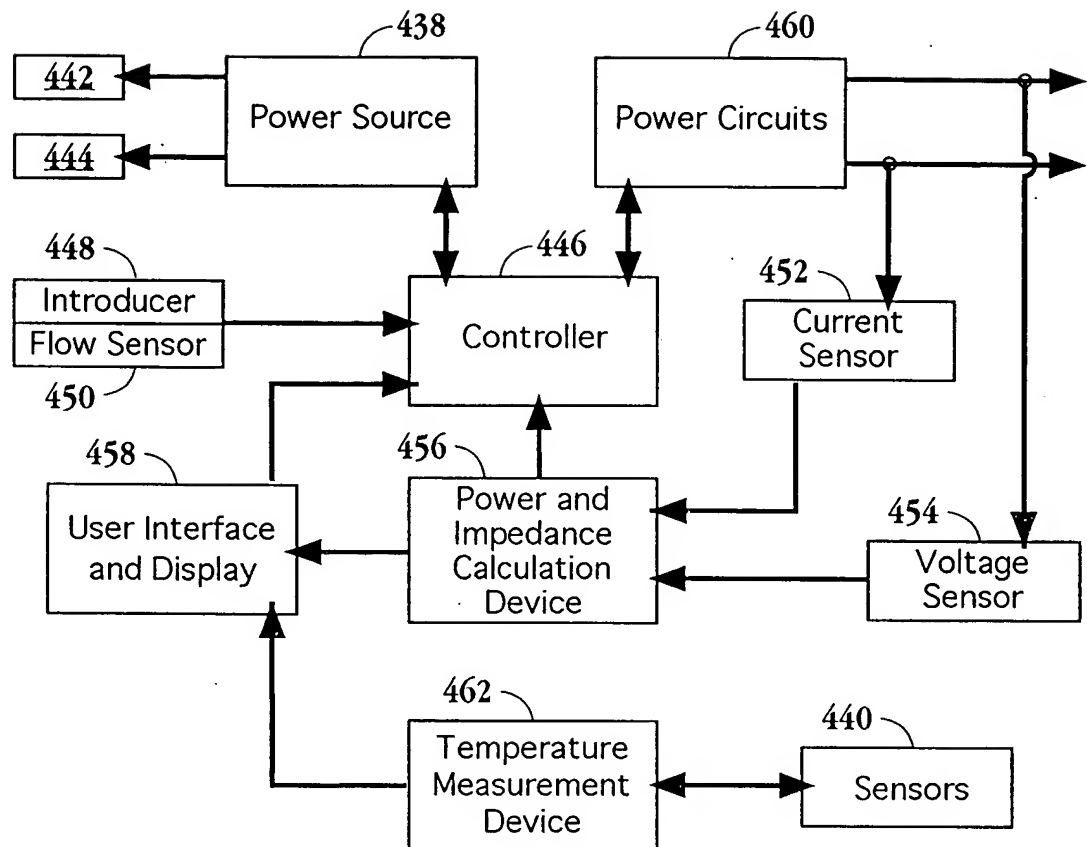 438
460
442
Power Source
Power Circuits
444
448
446
452
Introducer
Flow Sensor
Controller
Current
Sensor
450
458
456
454
User Interface
and Display
Power and
Impedance
Calculation
Device
Voltage
Sensor
462
440
Temperature
Measurement
Device
Sensors